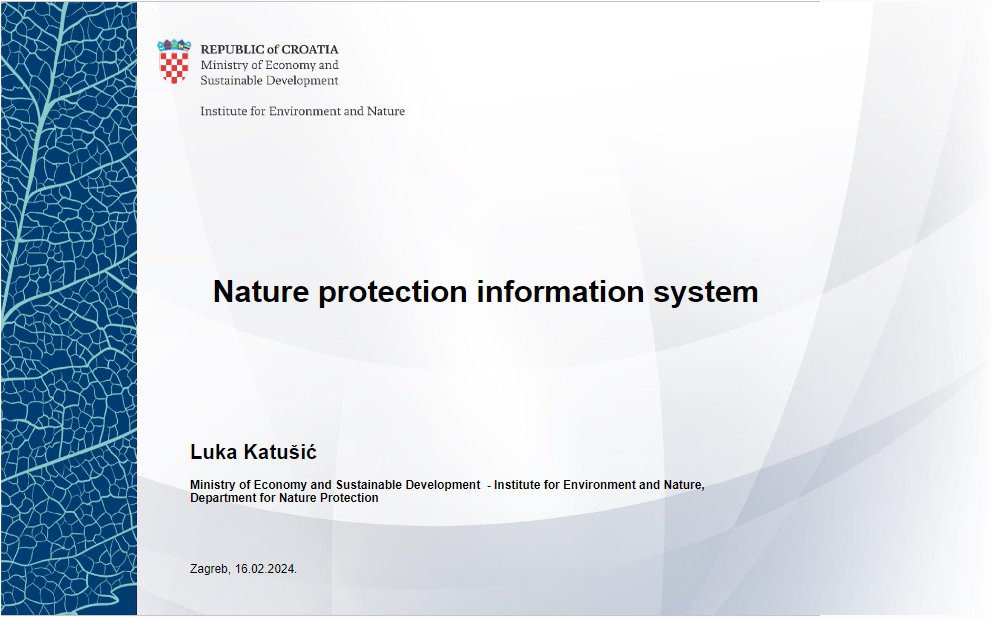 REPUBLIC of CROATIA
Ministry of Economy and
Sustainable Development
Institute for Environment and Nature
Nature protection information system
Luka Katušić
Ministry of Economy and Sustainable Development - Institute for Environment and Nature,
Department for Nature Protection
Zagreb, 16.02.2024.